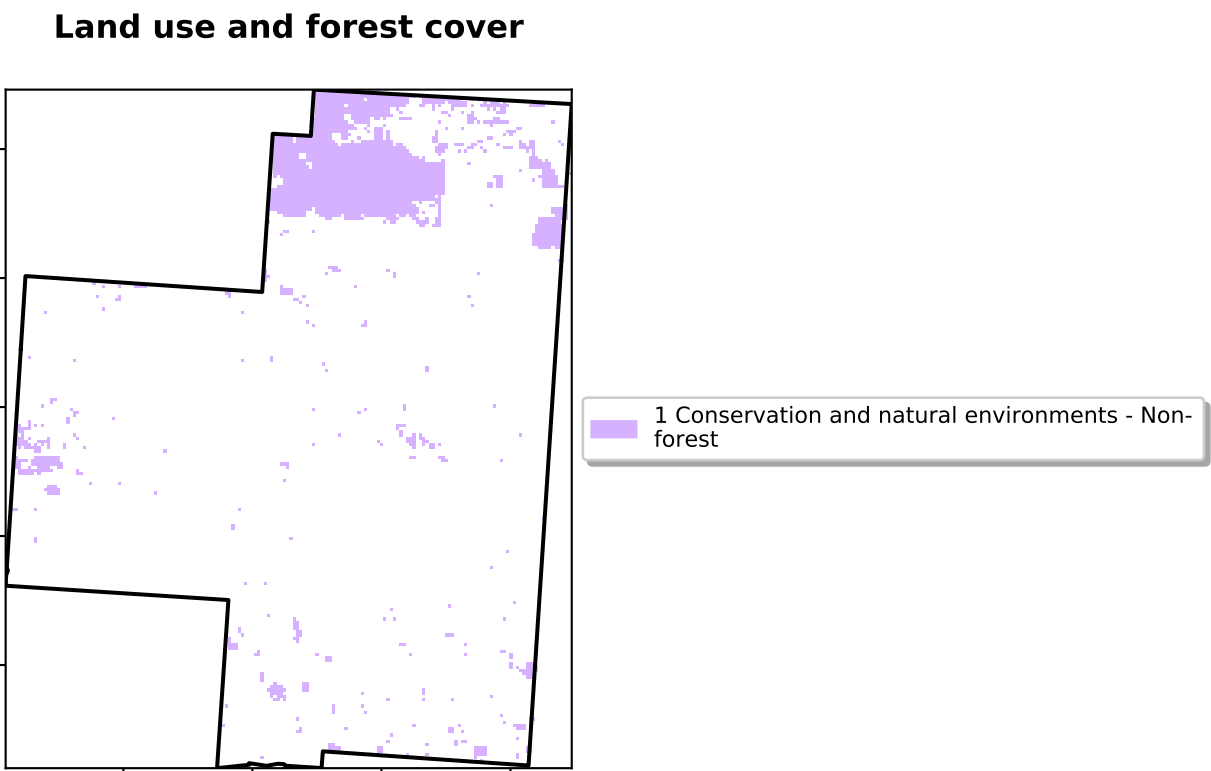 Land use and forest cover
1 Conservation and natural environments - Non-
forest